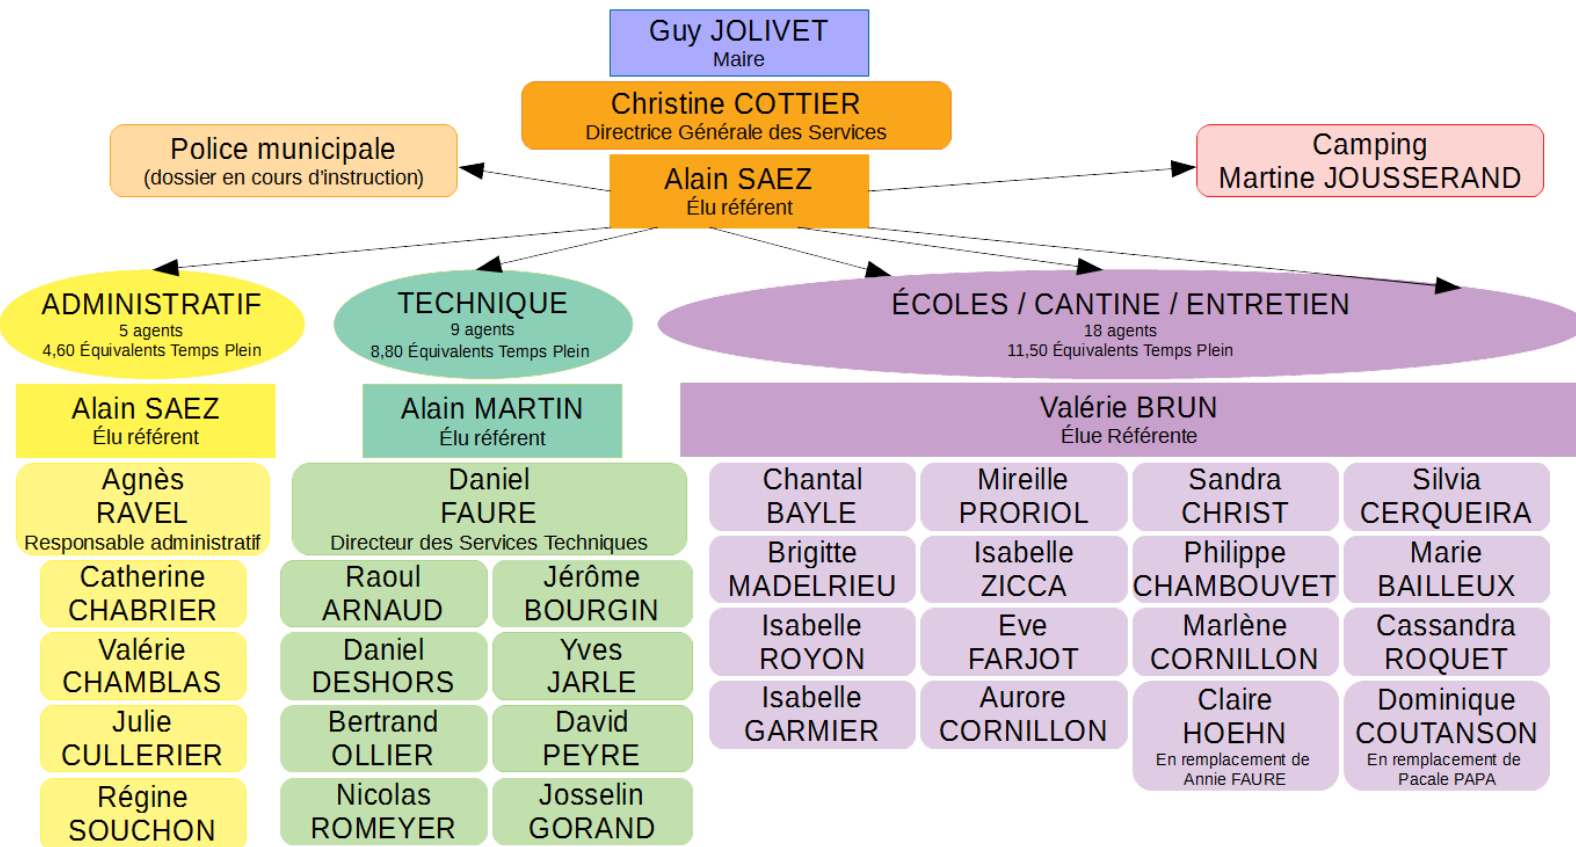 Guy JOLIVET
Maire
Christine COTTIER
Directrice Générale des Services
Alain SAEZ
Élu référent
Police municipale
(dossier en cours d'instruction)
Camping
Martine JOUSSERAND
ADMINISTRATIF
5 agents
4,60 Équivalents Temps Plein
TECHNIQUE
9 agents
8,80 Équivalents Temps Plein
ÉCOLES / CANTINE / ENTRETIEN
18 agents
11,50 Équivalents Temps Plein
Alain SAEZ
Élu référent
Alain MARTIN
Élu référent
Valérie BRUN
Élue Référente
Agnès
RAVEL
Responsable administratif
Catherine
CHABRIER
Valérie
CHAMBLAS
Julie
CULLERIER
Régine
SOUCHON
Daniel
FAURE
Directeur des Services Techniques
Raoul
ARNAUD
Jérôme
BOURGIN
Daniel
DESHORS
Yves
JARLE
Bertrand
OLLIER
David
PEYRE
Nicolas
ROMEYER
Josselin
GORAND
Chantal
BAYLE
Mireille
PRORIOL
Sandra
CHRIST
Silvia
CERQUEIRA
Brigitte
MADELRIEU
Isabelle
ZICCA
Philippe
CHAMBOUVET
Marie
BAILLEUX
Isabelle
ROYON
Eve
FARJOT
Marlène
CORNILLON
Cassandra
ROQUET
Isabelle
GARMIER
Aurore
CORNILLON
Claire
HOEHN
En remplacement de
Annie FAURE
Dominique
COUTANSON
En remplacement de
Pacale PAPA